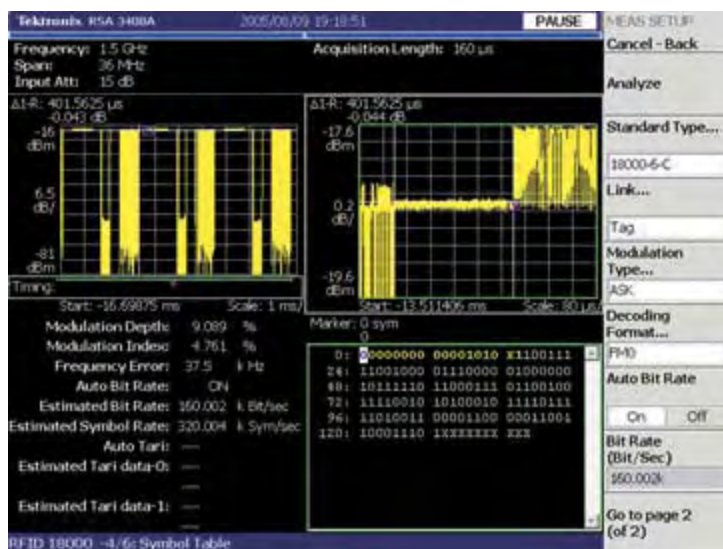 Tektronix RSA 3408A 2005/08/09 19:18:51 PAUSE
MEAS SETUP
Cancel - Back
Frequency: 1.5 GHz
Span: 36 MHz
Input Att: 15 dB
Acquisition Length: 160 µs
Analyze
Δ1-R: 401.5625 µs
-0.043 dB
-16
dBm
6.5
dB/
-81
dBm
Timing:
Start: -16.69875 ms Scale: 1 ms/
Δ1-R: 401.5625 µs
-0.044 dB
-17.6
dBm
0.2
dB/
-19.6
dBm
Start: -13.511406 ms Scale: 80 µs/
Standard Type...
18000-6-C
Link...
Tag
Modulation
Type...
ASK
Decoding
Format...
FM0
Auto Bit Rate
On Off
Bit Rate
(Bit/Sec)
160.002k
Go to page 2
(of 2)
Modulation Depth: 9.089 %
Modulation Index: 4.761 %
Frequency Error: 37.5 k Hz
Auto Bit Rate: ON
Estimated Bit Rate: 160.002 k Bit/sec
Estimated Symbol Rate: 320.004 k Sym/sec
Auto Tari: ---
Estimated Tari data-0: ---
---
Estimated Tari data-1: ---
---
Marker: 0 sym
0
0: 00000000 00001010 X1100111
24: 11001000 01110000 01000000
48: 10111110 11000111 01100100
72: 11110010 10100010 11110111
96: 11010011 00001100 00011001
120: 10001110 1XXXXXXX XXX
RFID 18000 -4/6: Symbol Table